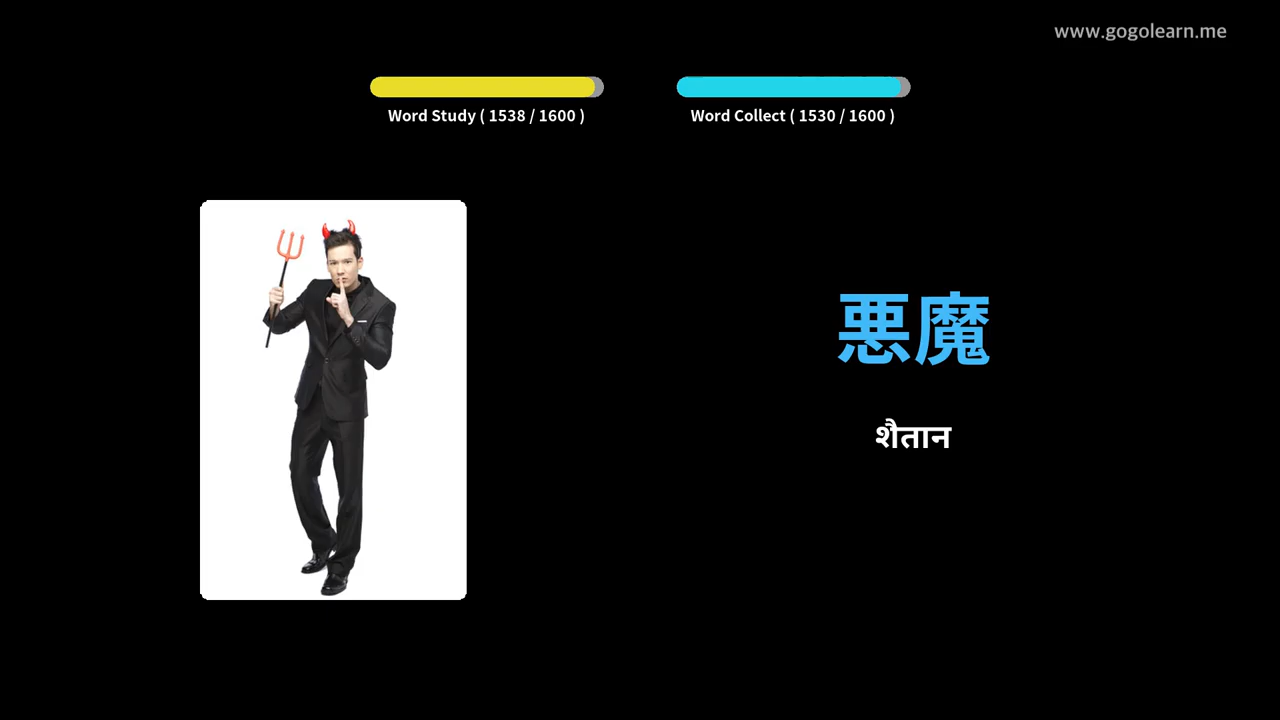 www.gogolearn.me
Word Study ( 1538 / 1600 )
Word Collect ( 1530 / 1600 )
悪魔
शैतान